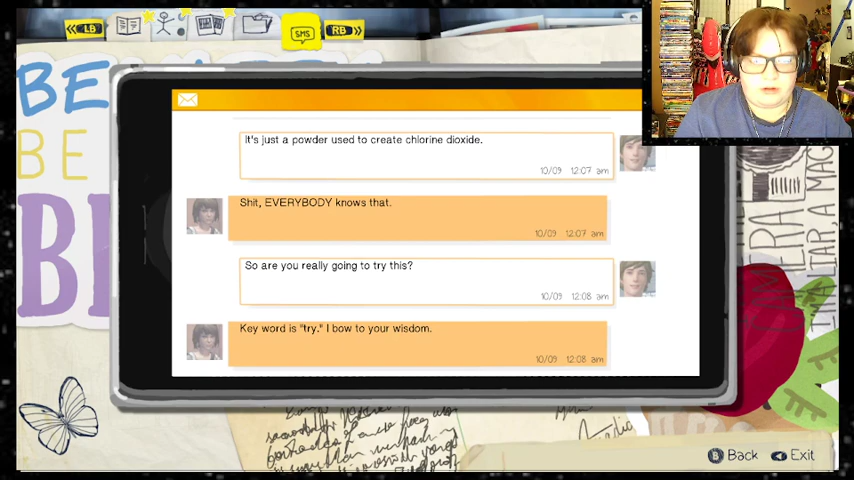 LB
SMS
RB
BE
BE
It's just a powder used to create chlorine dioxide.
10/09 12:07 am
Shit, EVERYBODY knows that.
10/09 12:07 am
So are you really going to try this?
10/09 12:08 am
Key word is "try." I bow to your wisdom.
10/09 12:08 am
B Back
Exit